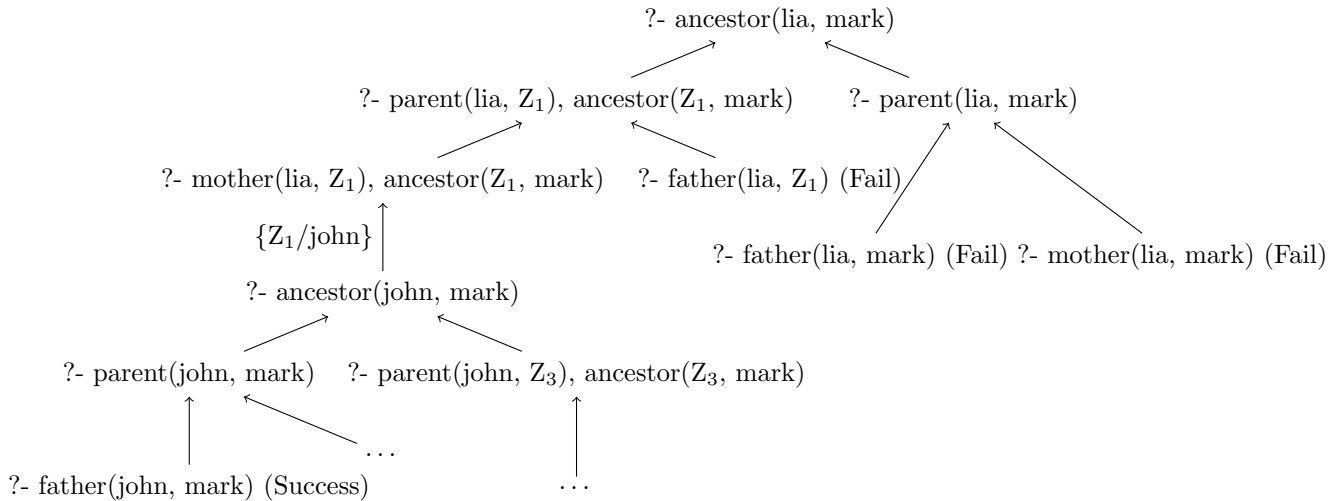 ?- ancestor(lia, mark)
?- parent(lia, Z₁), ancestor(Z₁, mark)
?- parent(lia, mark)
?- mother(lia, Z₁), ancestor(Z₁, mark)
?- father(lia, Z₁) (Fail)
{Z₁/john}
?- father(lia, mark) (Fail)
?- mother(lia, mark) (Fail)
?- ancestor(john, mark)
?- parent(john, mark)
?- parent(john, Z₃), ancestor(Z₃, mark)
...
?- father(john, mark) (Success)
...